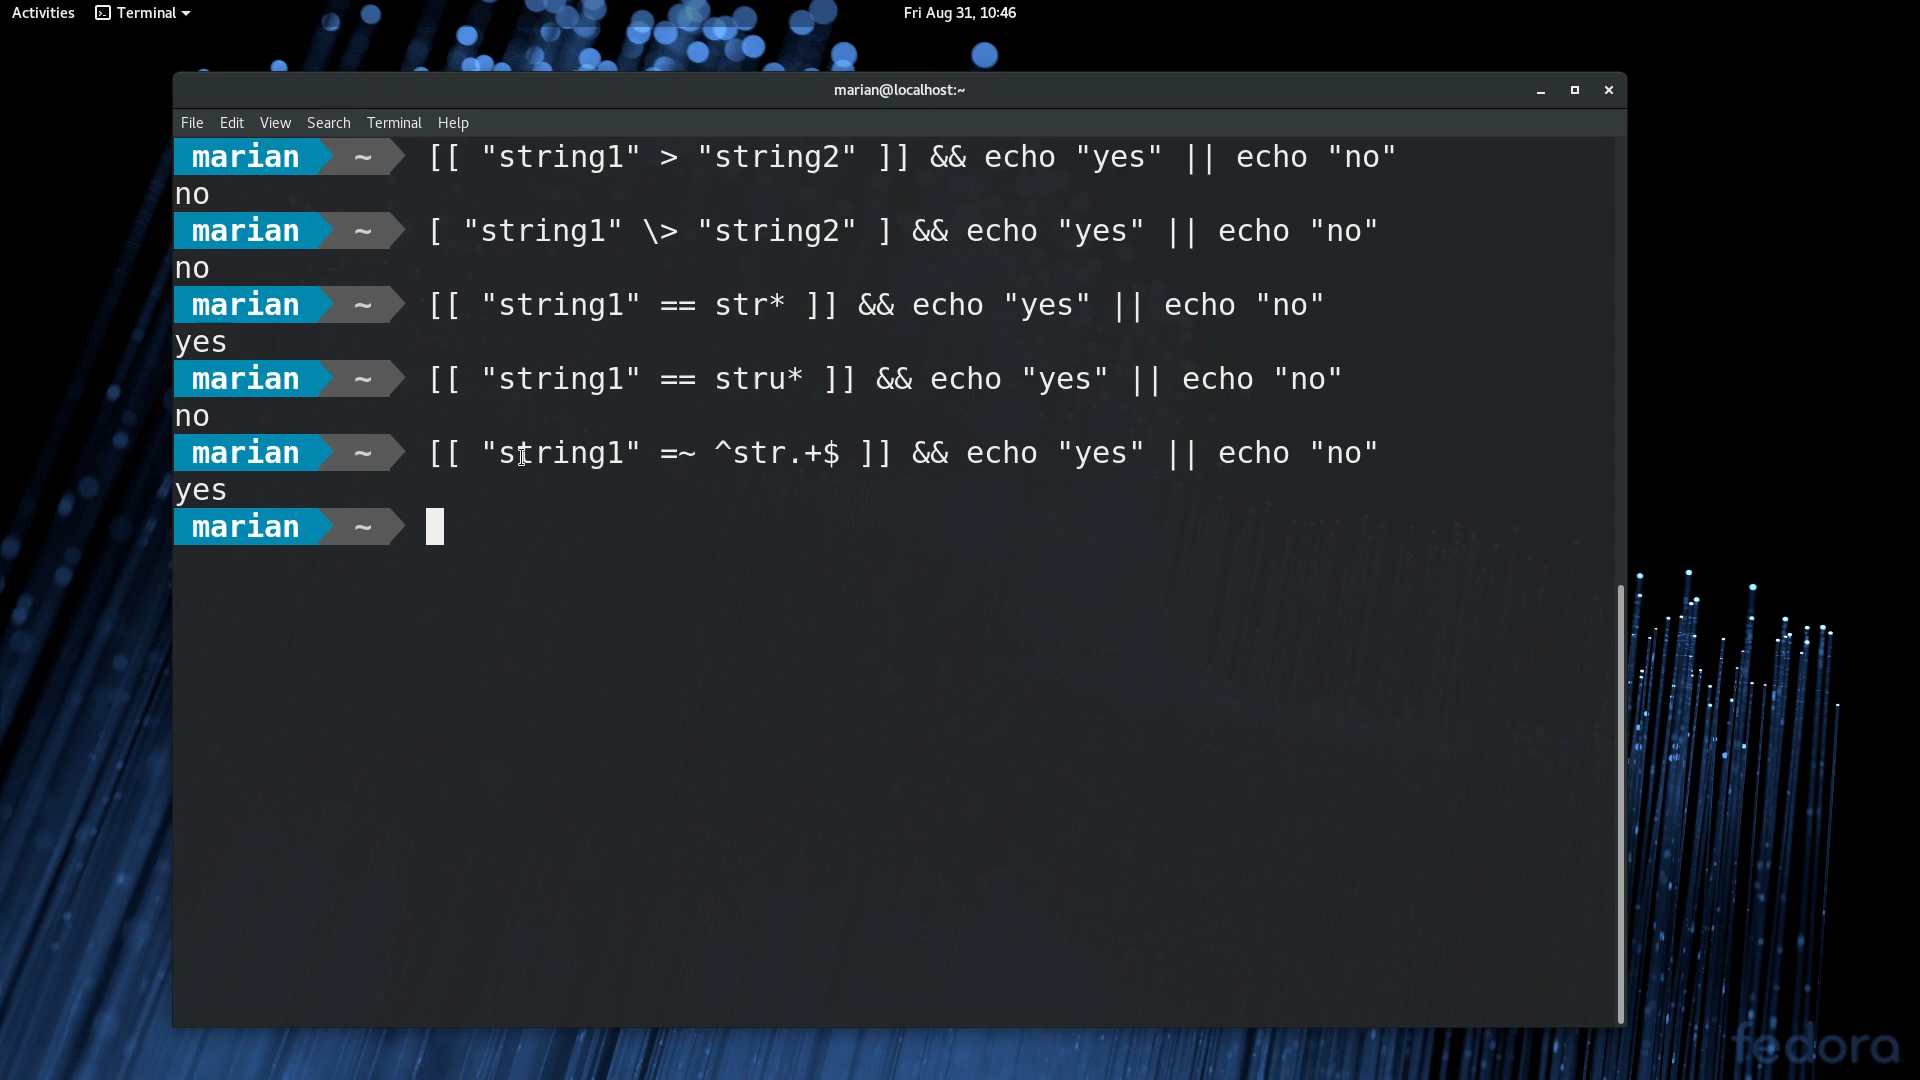 Activities Terminal Fri Aug 31, 10:46
marian@localhost:~
File Edit View Search Terminal Help
marian ~ [[ "string1" > "string2" ]] && echo "yes" || echo "no"
no
marian ~ [ "string1" \> "string2" ] && echo "yes" || echo "no"
no
marian ~ [[ "string1" == str* ]] && echo "yes" || echo "no"
yes
marian ~ [[ "string1" == stru* ]] && echo "yes" || echo "no"
no
marian ~ [[ "string1" =~ ^str.+$ ]] && echo "yes" || echo "no"
yes
marian ~
fedora